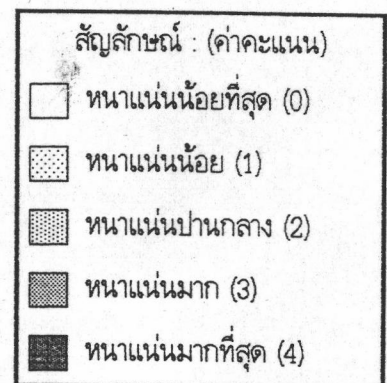 สัญลักษณ์ : (ค่าคะแนน)
หนาแน่นน้อยที่สุด (0)
หนาแน่นน้อย (1)
หนาแน่นปานกลาง (2)
หนาแน่นมาก (3)
หนาแน่นมากที่สุด (4)